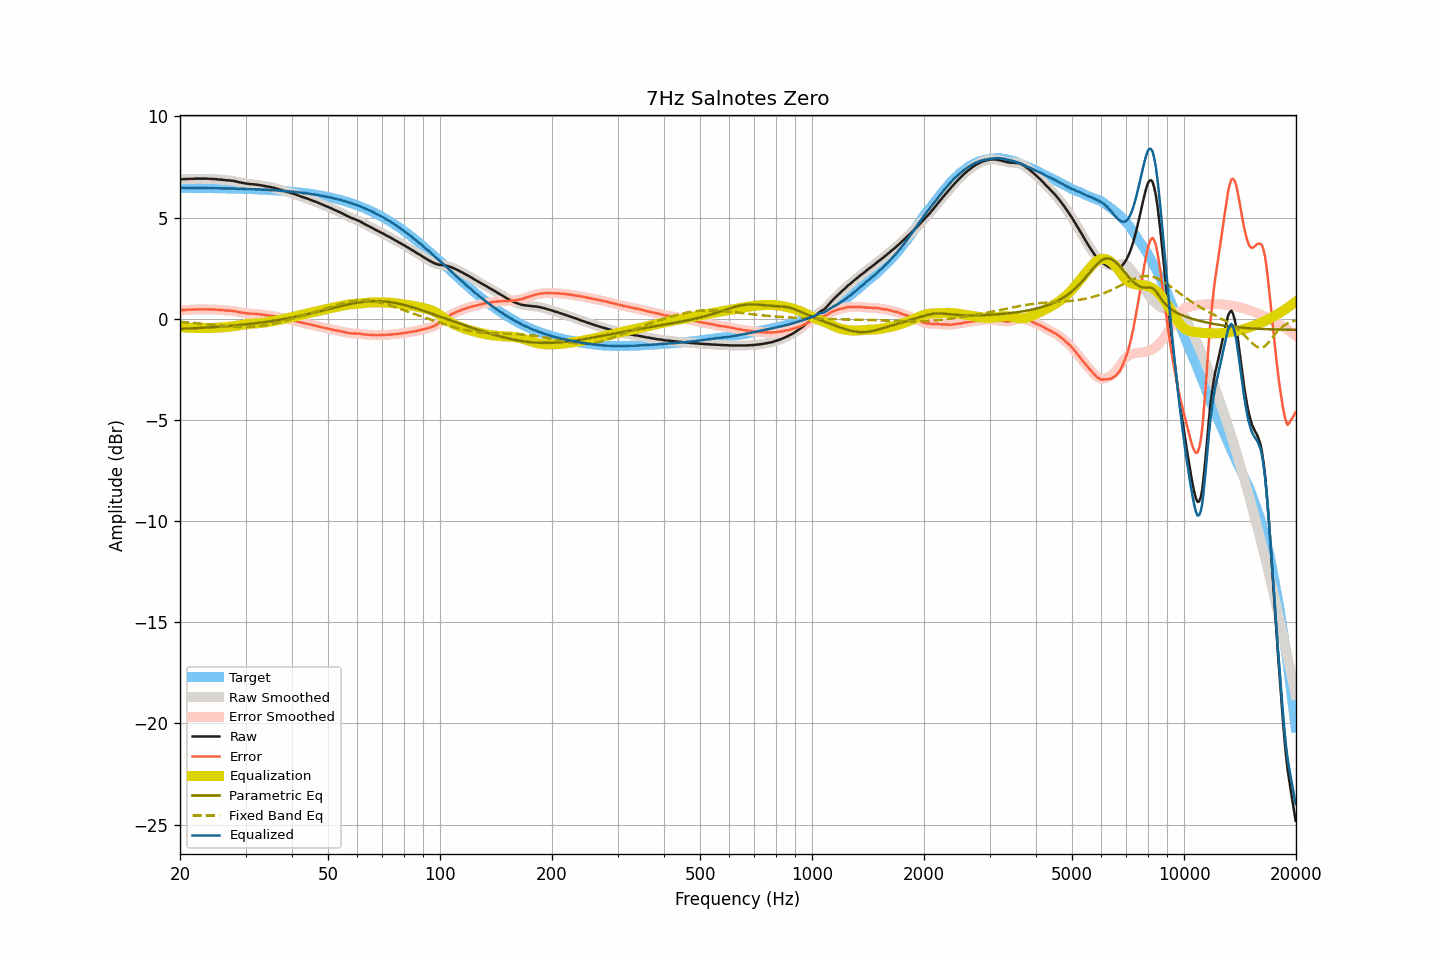 7Hz Salnotes Zero
10
5
0
−5
−10
−15
−20
−25
Amplitude (dBr)
Target
Raw Smoothed
Error Smoothed
Raw
Error
Equalization
Parametric Eq
Fixed Band Eq
Equalized
20 50 100 200 500 1000 2000 5000 10000 20000
Frequency (Hz)